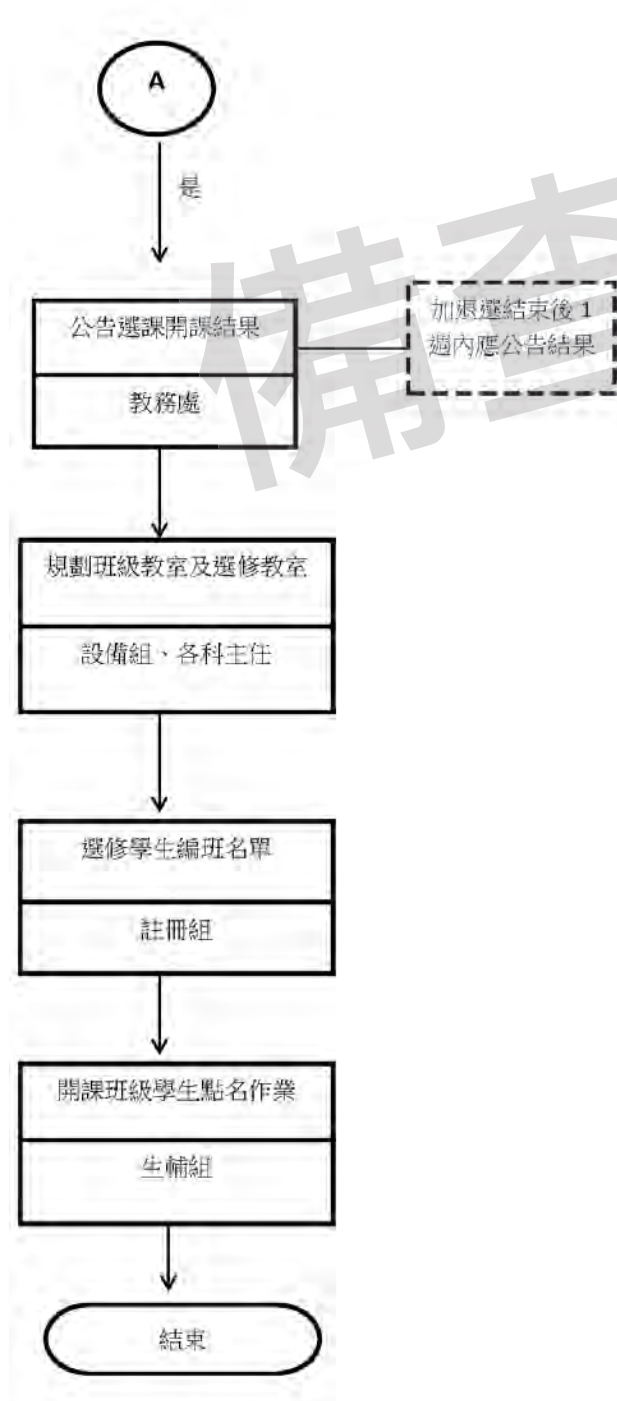 A
是
公告選課開課結果
加退選結束後 1
週內應公告結果
教務處
規劃班級教室及選修教室
設備組、各科主任
選修學生編班名單
註冊組
開課班級學生點名作業
生輔組
結束
備查